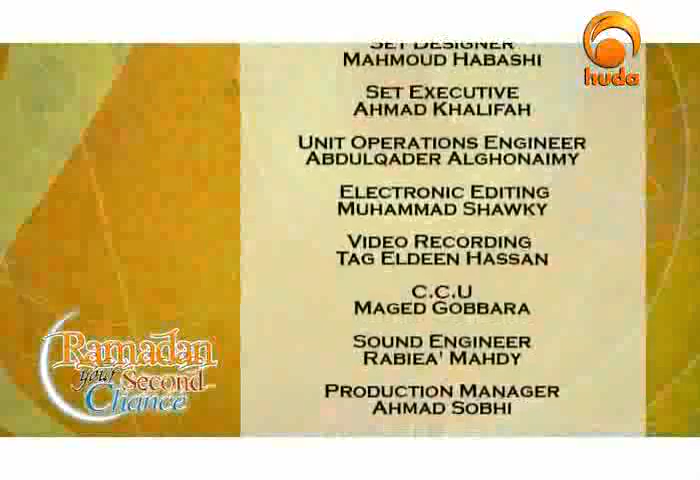 huda
SET DESIGNER
MAHMOUD HABASHI
SET EXECUTIVE
AHMAD KHALIFAH
UNIT OPERATIONS ENGINEER
ABDULQADER ALGHONAIMY
ELECTRONIC EDITING
MUHAMMAD SHAWKY
VIDEO RECORDING
TAG ELDEEN HASSAN
C.C.U
MAGED GOBBARA
SOUND ENGINEER
RABIEA' MAHDY
PRODUCTION MANAGER
AHMAD SOBHI
Ramadan
your Second
Chance